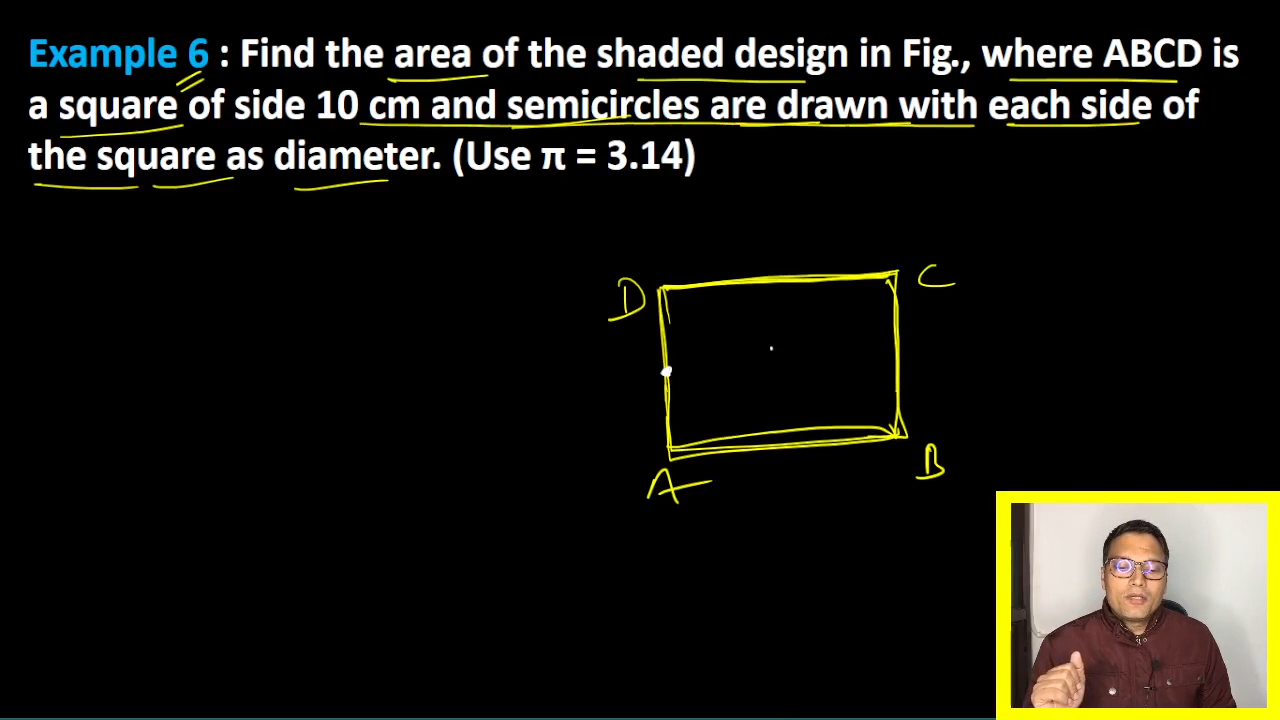 Example 6 : Find the area of the shaded design in Fig., where ABCD is
a square of side 10 cm and semicircles are drawn with each side of
the square as diameter. (Use π = 3.14)
D
C
A
B